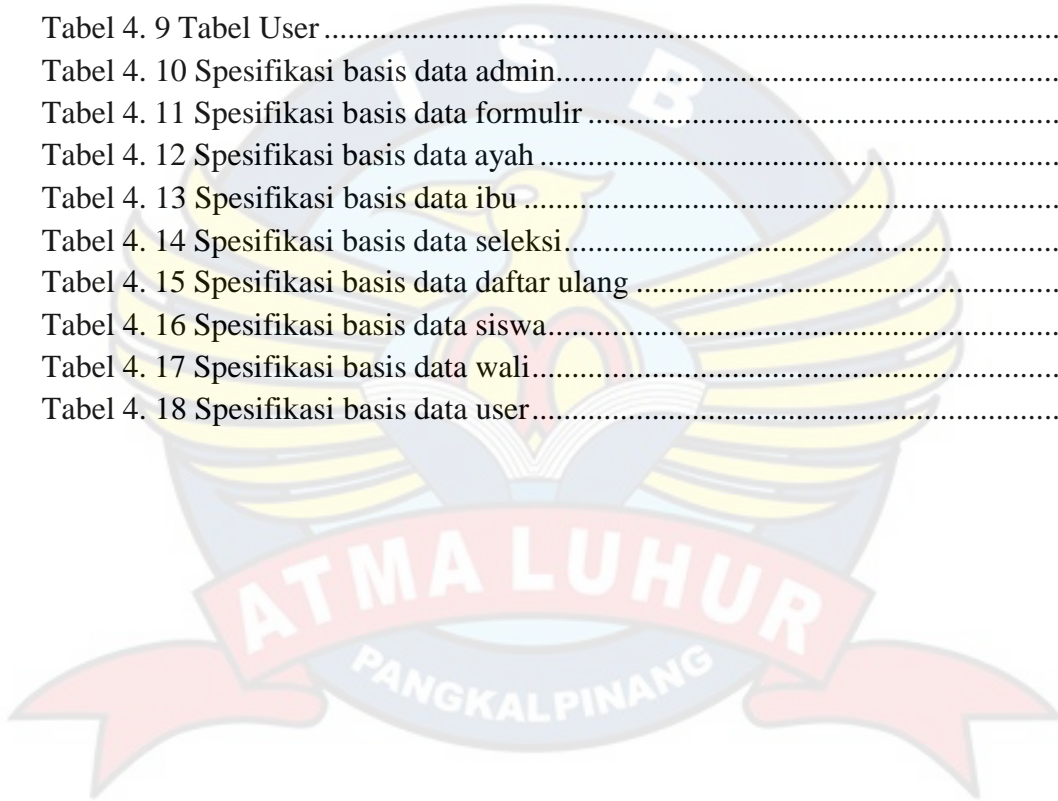 Tabel 4. 9 Tabel User ....................................................................................................
Tabel 4. 10 Spesifikasi basis data admin.....................................................................
Tabel 4. 11 Spesifikasi basis data formulir .................................................................
Tabel 4. 12 Spesifikasi basis data ayah .......................................................................
Tabel 4. 13 Spesifikasi basis data ibu .........................................................................
Tabel 4. 14 Spesifikasi basis data seleksi....................................................................
Tabel 4. 15 Spesifikasi basis data daftar ulang ...........................................................
Tabel 4. 16 Spesifikasi basis data siswa......................................................................
Tabel 4. 17 Spesifikasi basis data wali........................................................................
Tabel 4. 18 Spesifikasi basis data user........................................................................
I S B
ATMA LUHUR
PANGKALPINANG